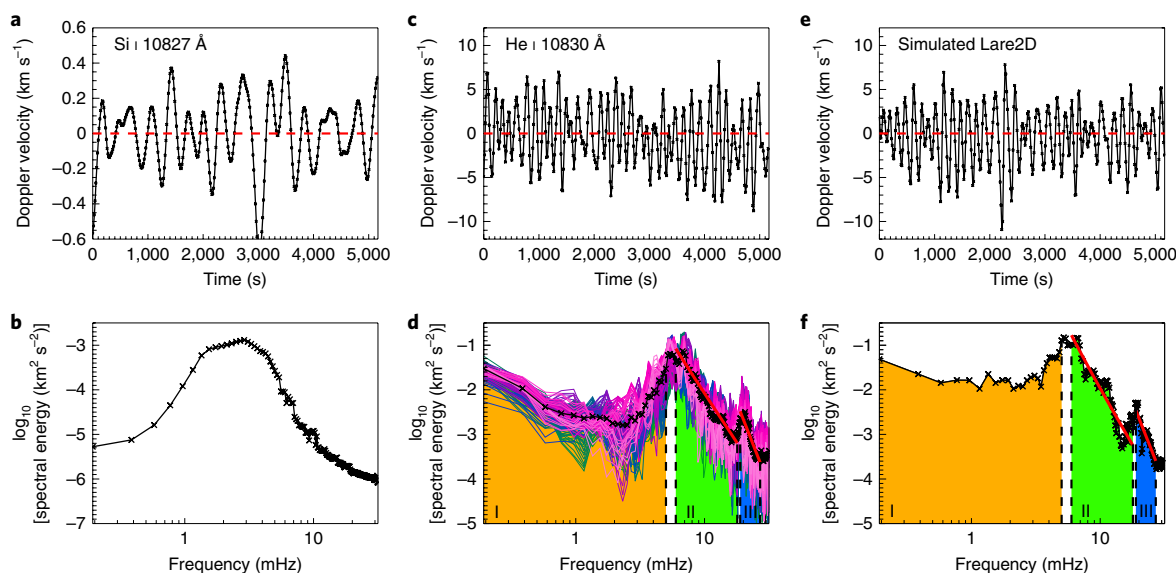 a
Si I 10827 Å
Doppler velocity (km s⁻¹)
0.6
0.4
0.2
0
−0.2
−0.4
−0.6
0 1,000 2,000 3,000 4,000 5,000
Time (s)
c
He I 10830 Å
Doppler velocity (km s⁻¹)
10
5
0
−5
−10
0 1,000 2,000 3,000 4,000 5,000
Time (s)
e
Simulated Lare2D
Doppler velocity (km s⁻¹)
10
5
0
−5
−10
0 1,000 2,000 3,000 4,000 5,000
Time (s)
b
log₁₀
[spectral energy (km² s⁻²)]
−3
−4
−5
−6
−7
1 10
Frequency (mHz)
d
log₁₀
[spectral energy (km² s⁻²)]
−1
−2
−3
−4
−5
I II III
1 10
Frequency (mHz)
f
log₁₀
[spectral energy (km² s⁻²)]
−1
−2
−3
−4
−5
I II III
1 10
Frequency (mHz)